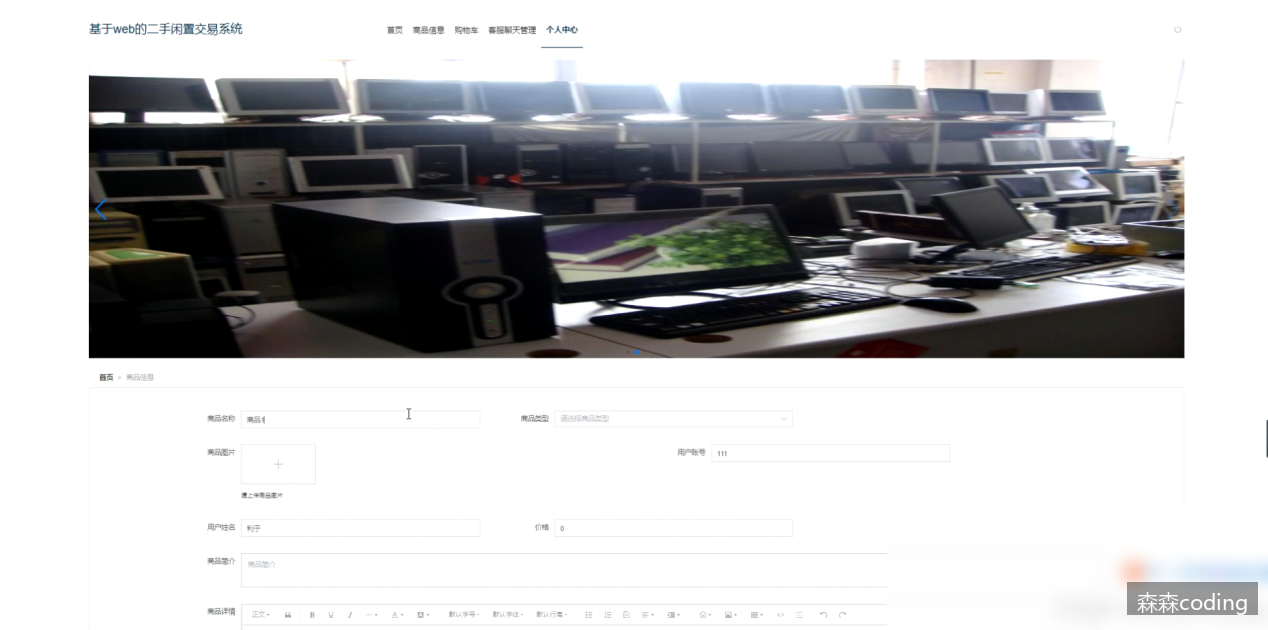 基于web的二手闲置交易系统
首页 商品信息 购物车 客服聊天管理 个人中心
首页 > 商品信息
商品名称 商品 商品类型 请选择商品类型
商品图片 用户账号 111
请上传商品图片
用户姓名 利于 价格 0
商品简介 商品简介
商品详情 正文 B U I A 默认字号 默认字体 默认行高
森森coding